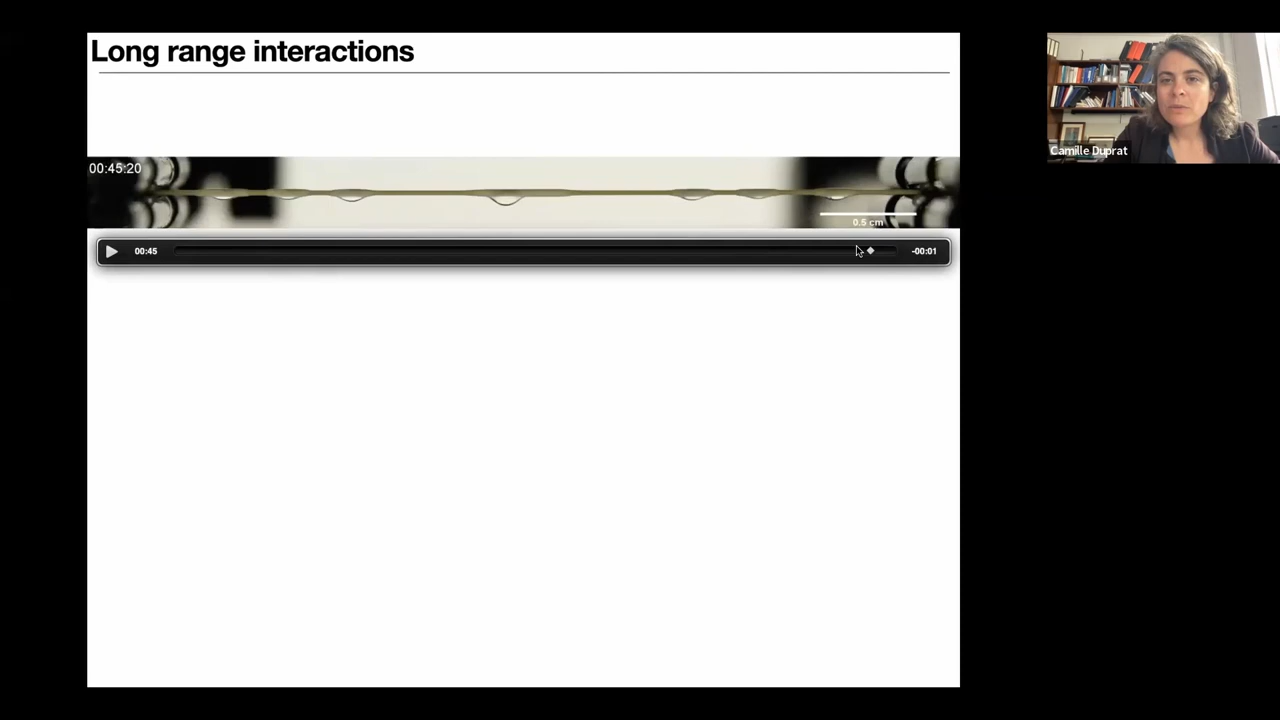 Long range interactions
Camille Duprat
00:45:20
0.5 cm
00:45
-00:01